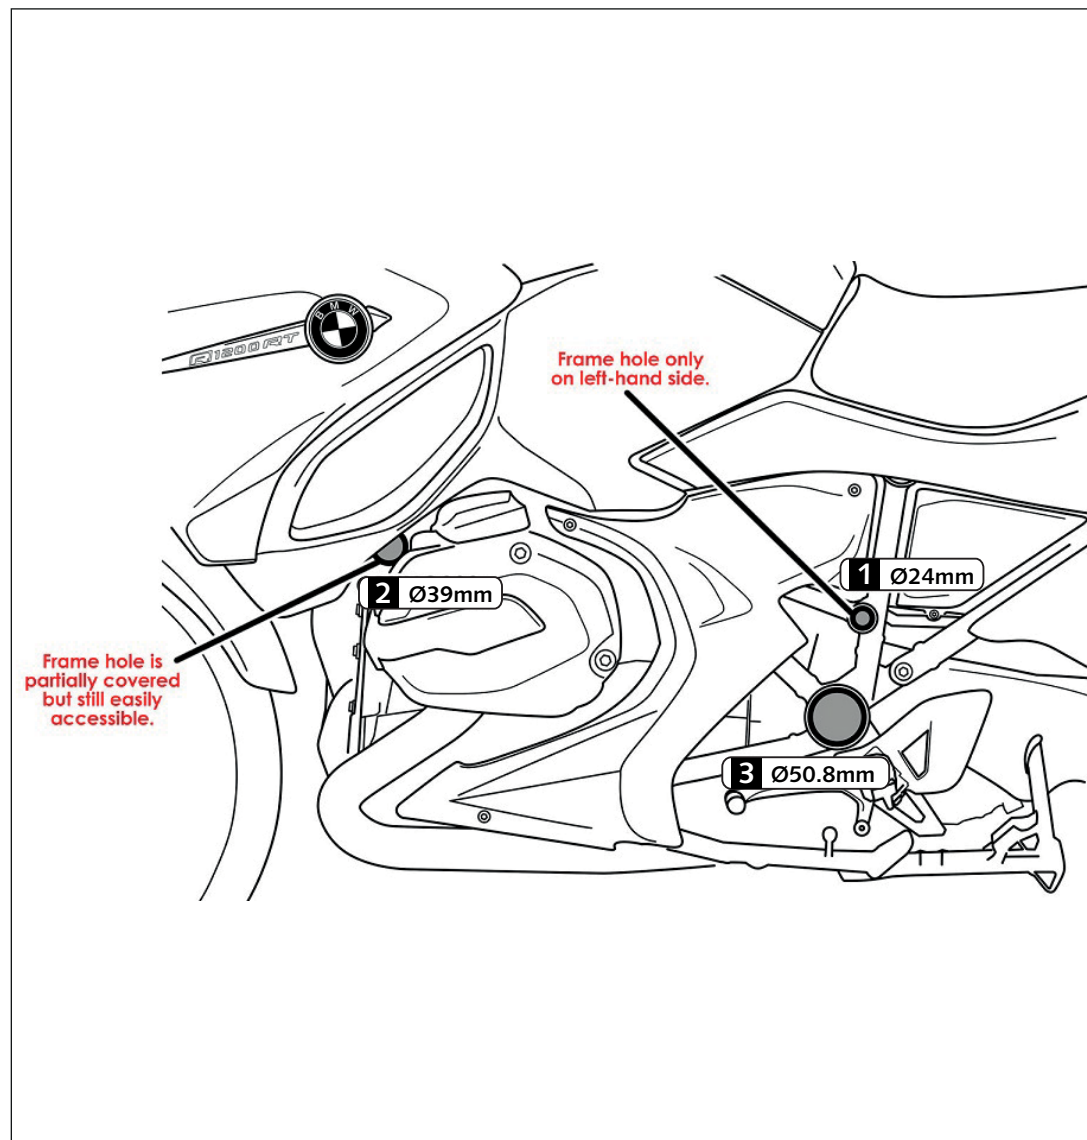 BMW
R1200RT
Frame hole only
on left-hand side.
1 Ø24mm
2 Ø39mm
Frame hole is
partially covered
but still easily
accessible.
3 Ø50.8mm